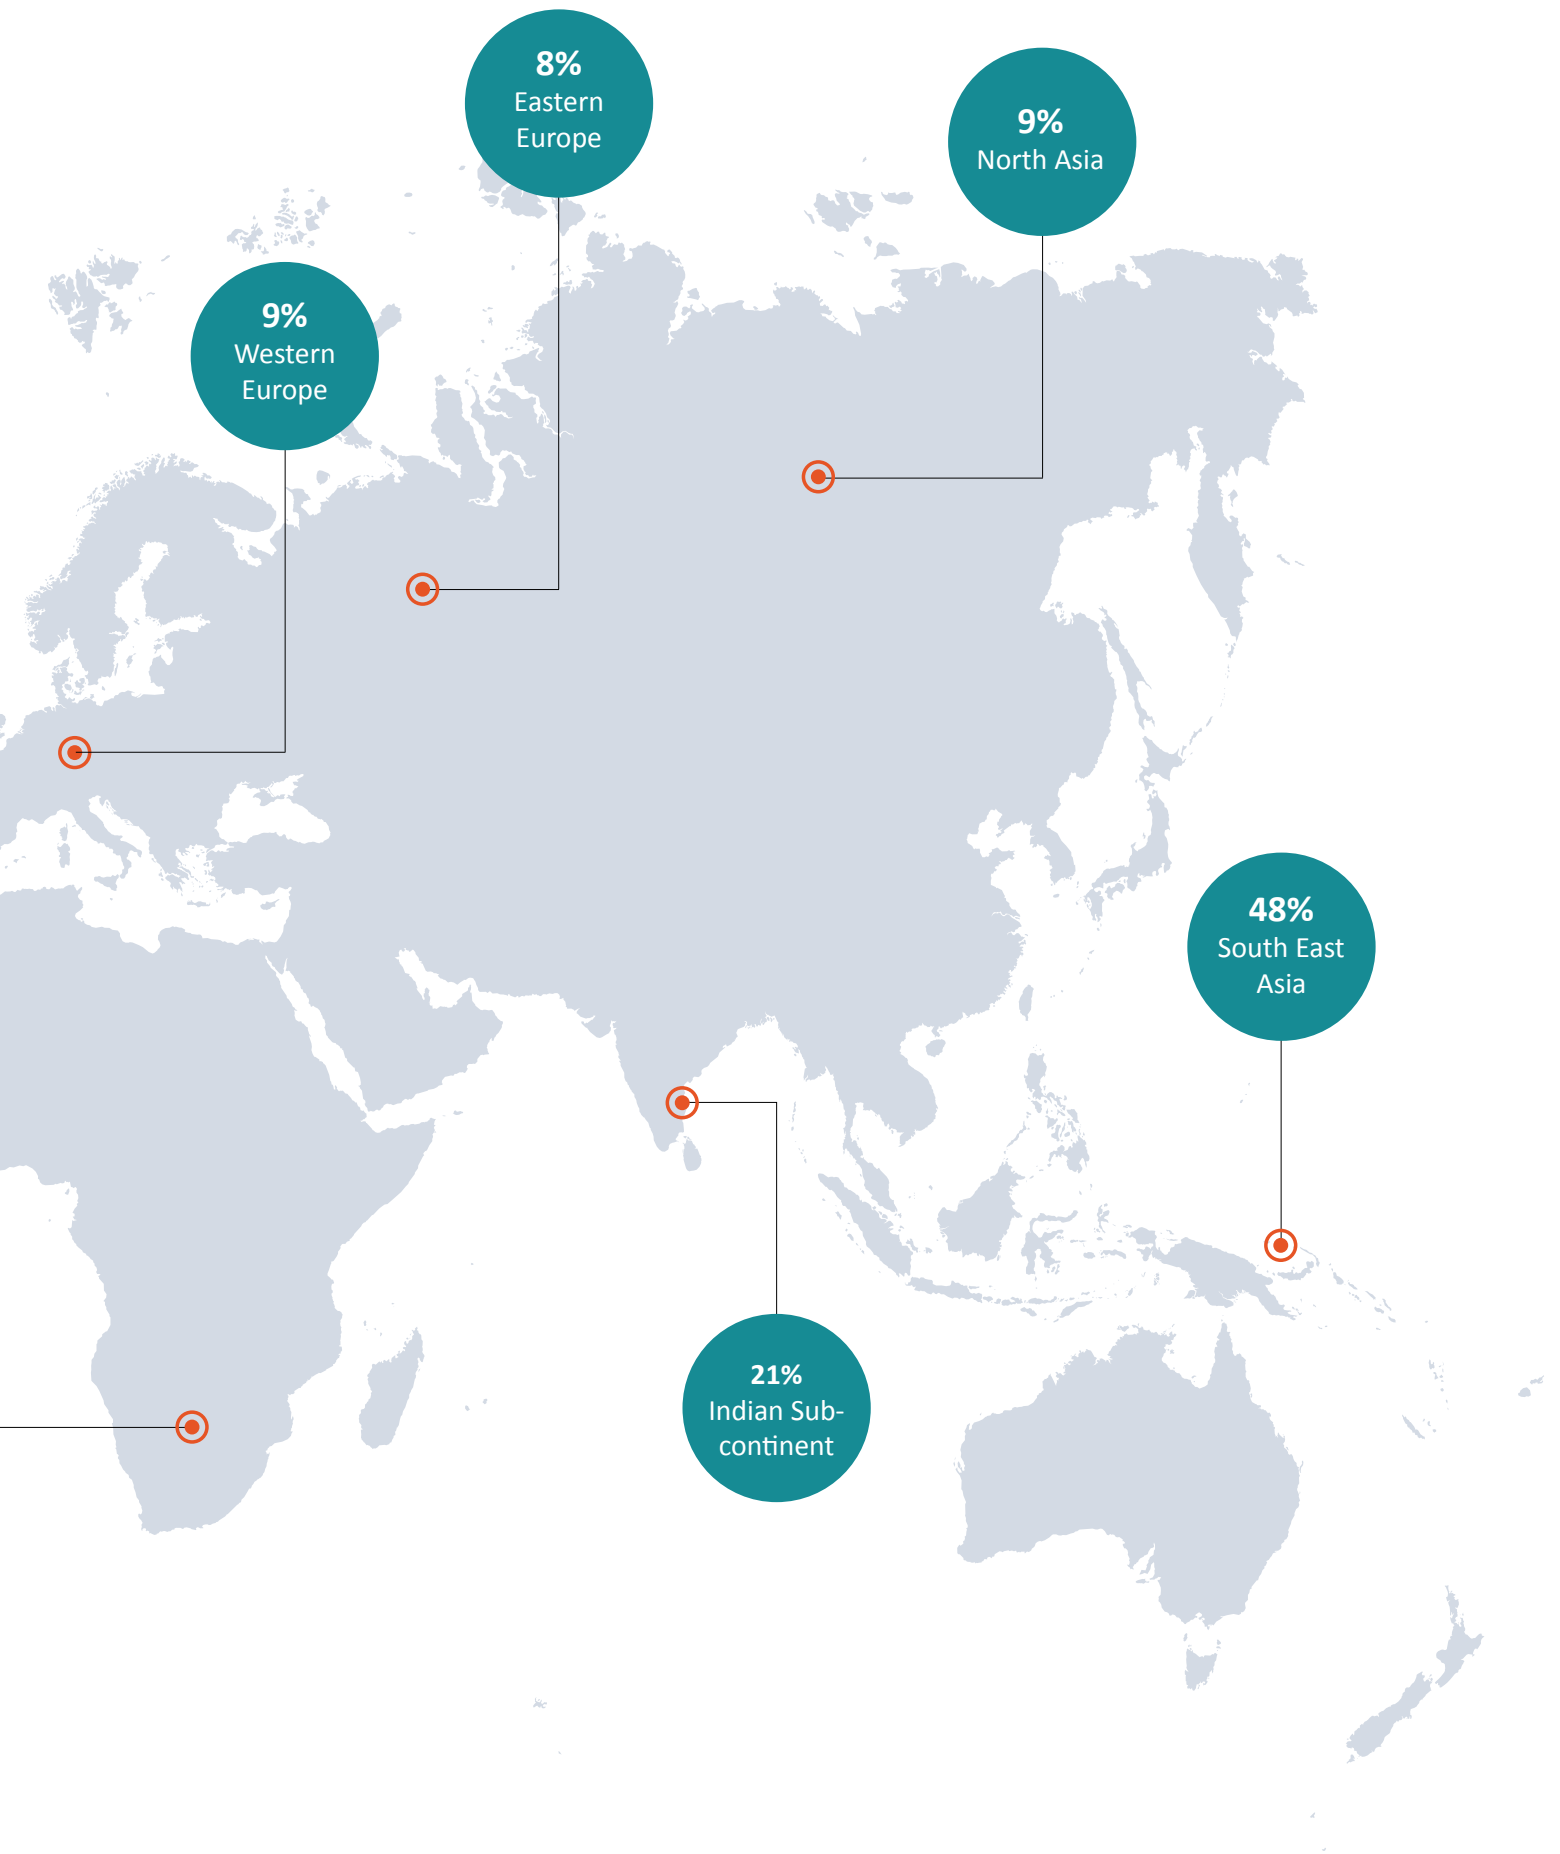 8%
Eastern
Europe
9%
North Asia
9%
Western
Europe
48%
South East
Asia
21%
Indian Sub-
continent